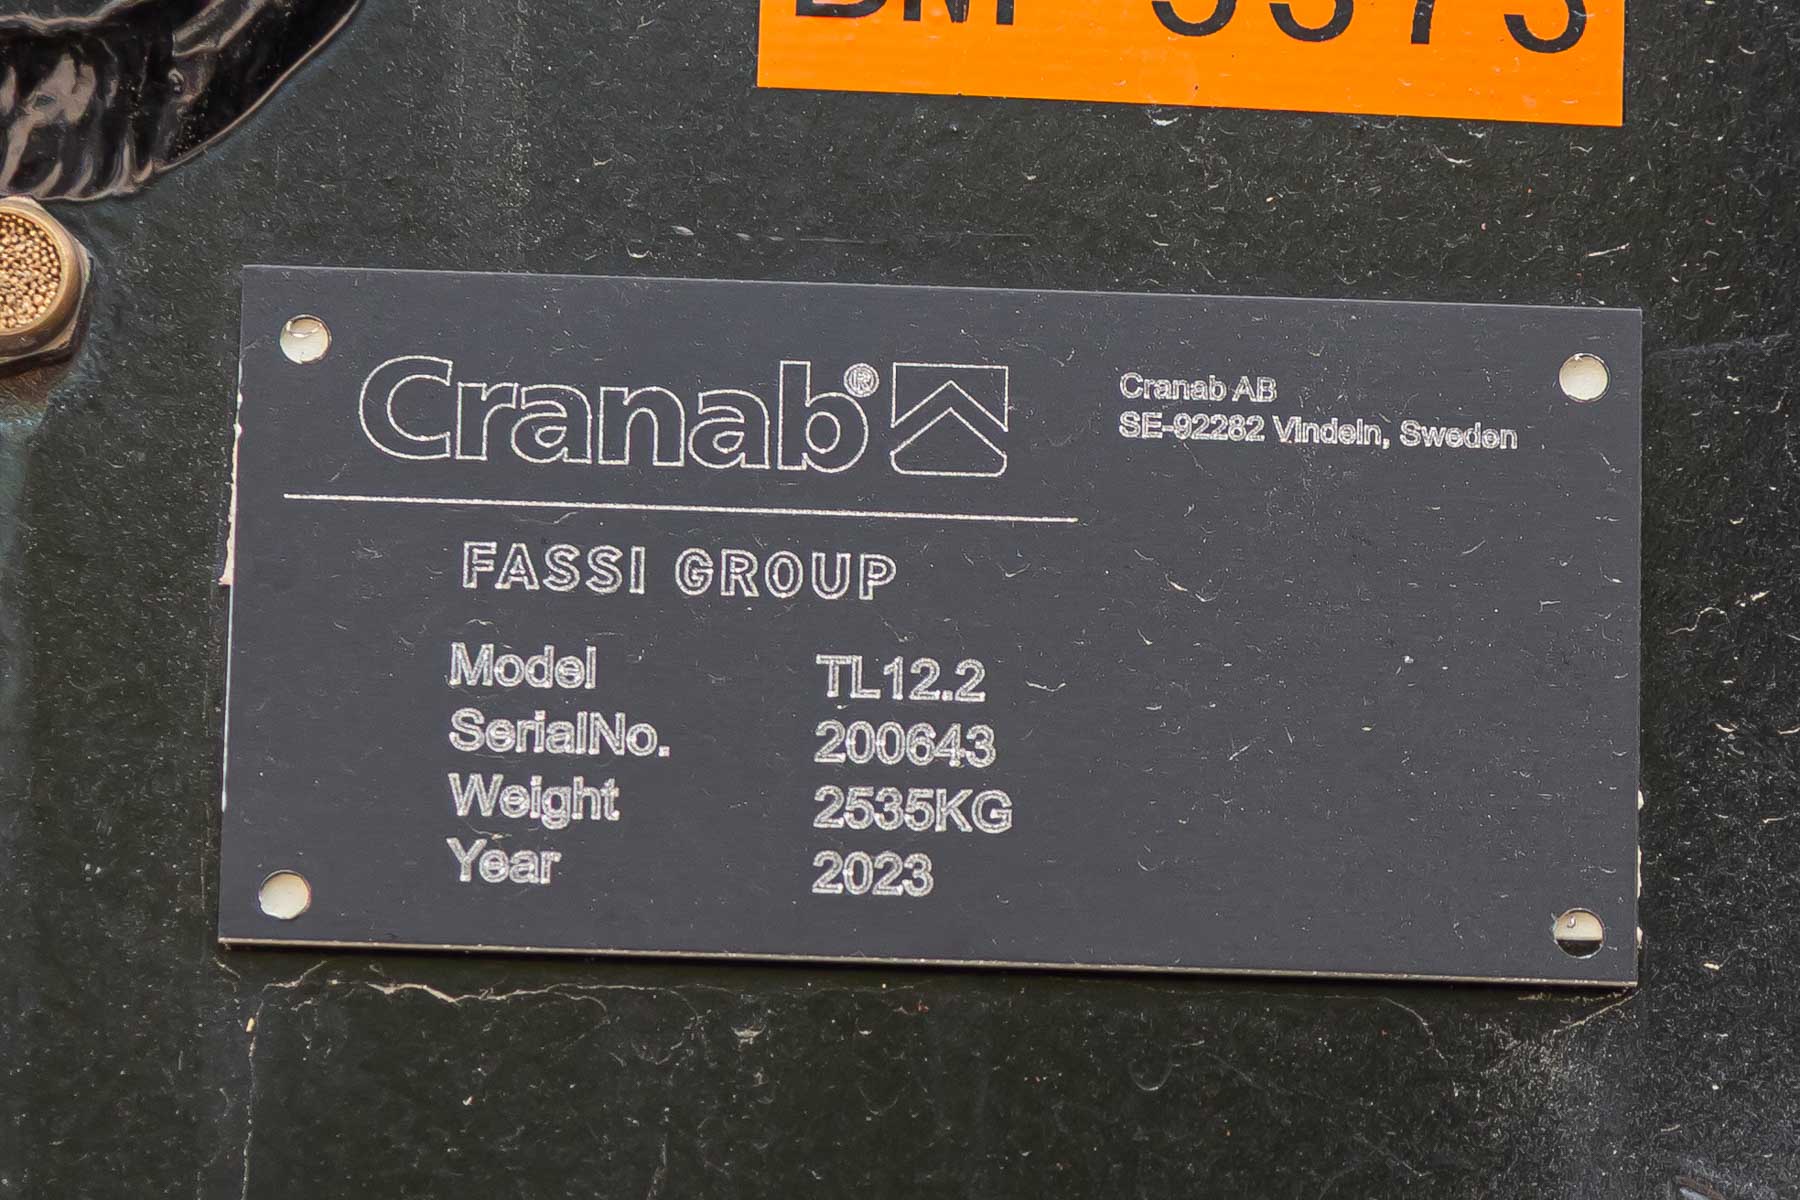 Cranab®
Cranab AB
SE-92282 Vindeln, Sweden
FASSI GROUP
Model TL12.2
SerialNo. 200643
Weight 2535KG
Year 2023